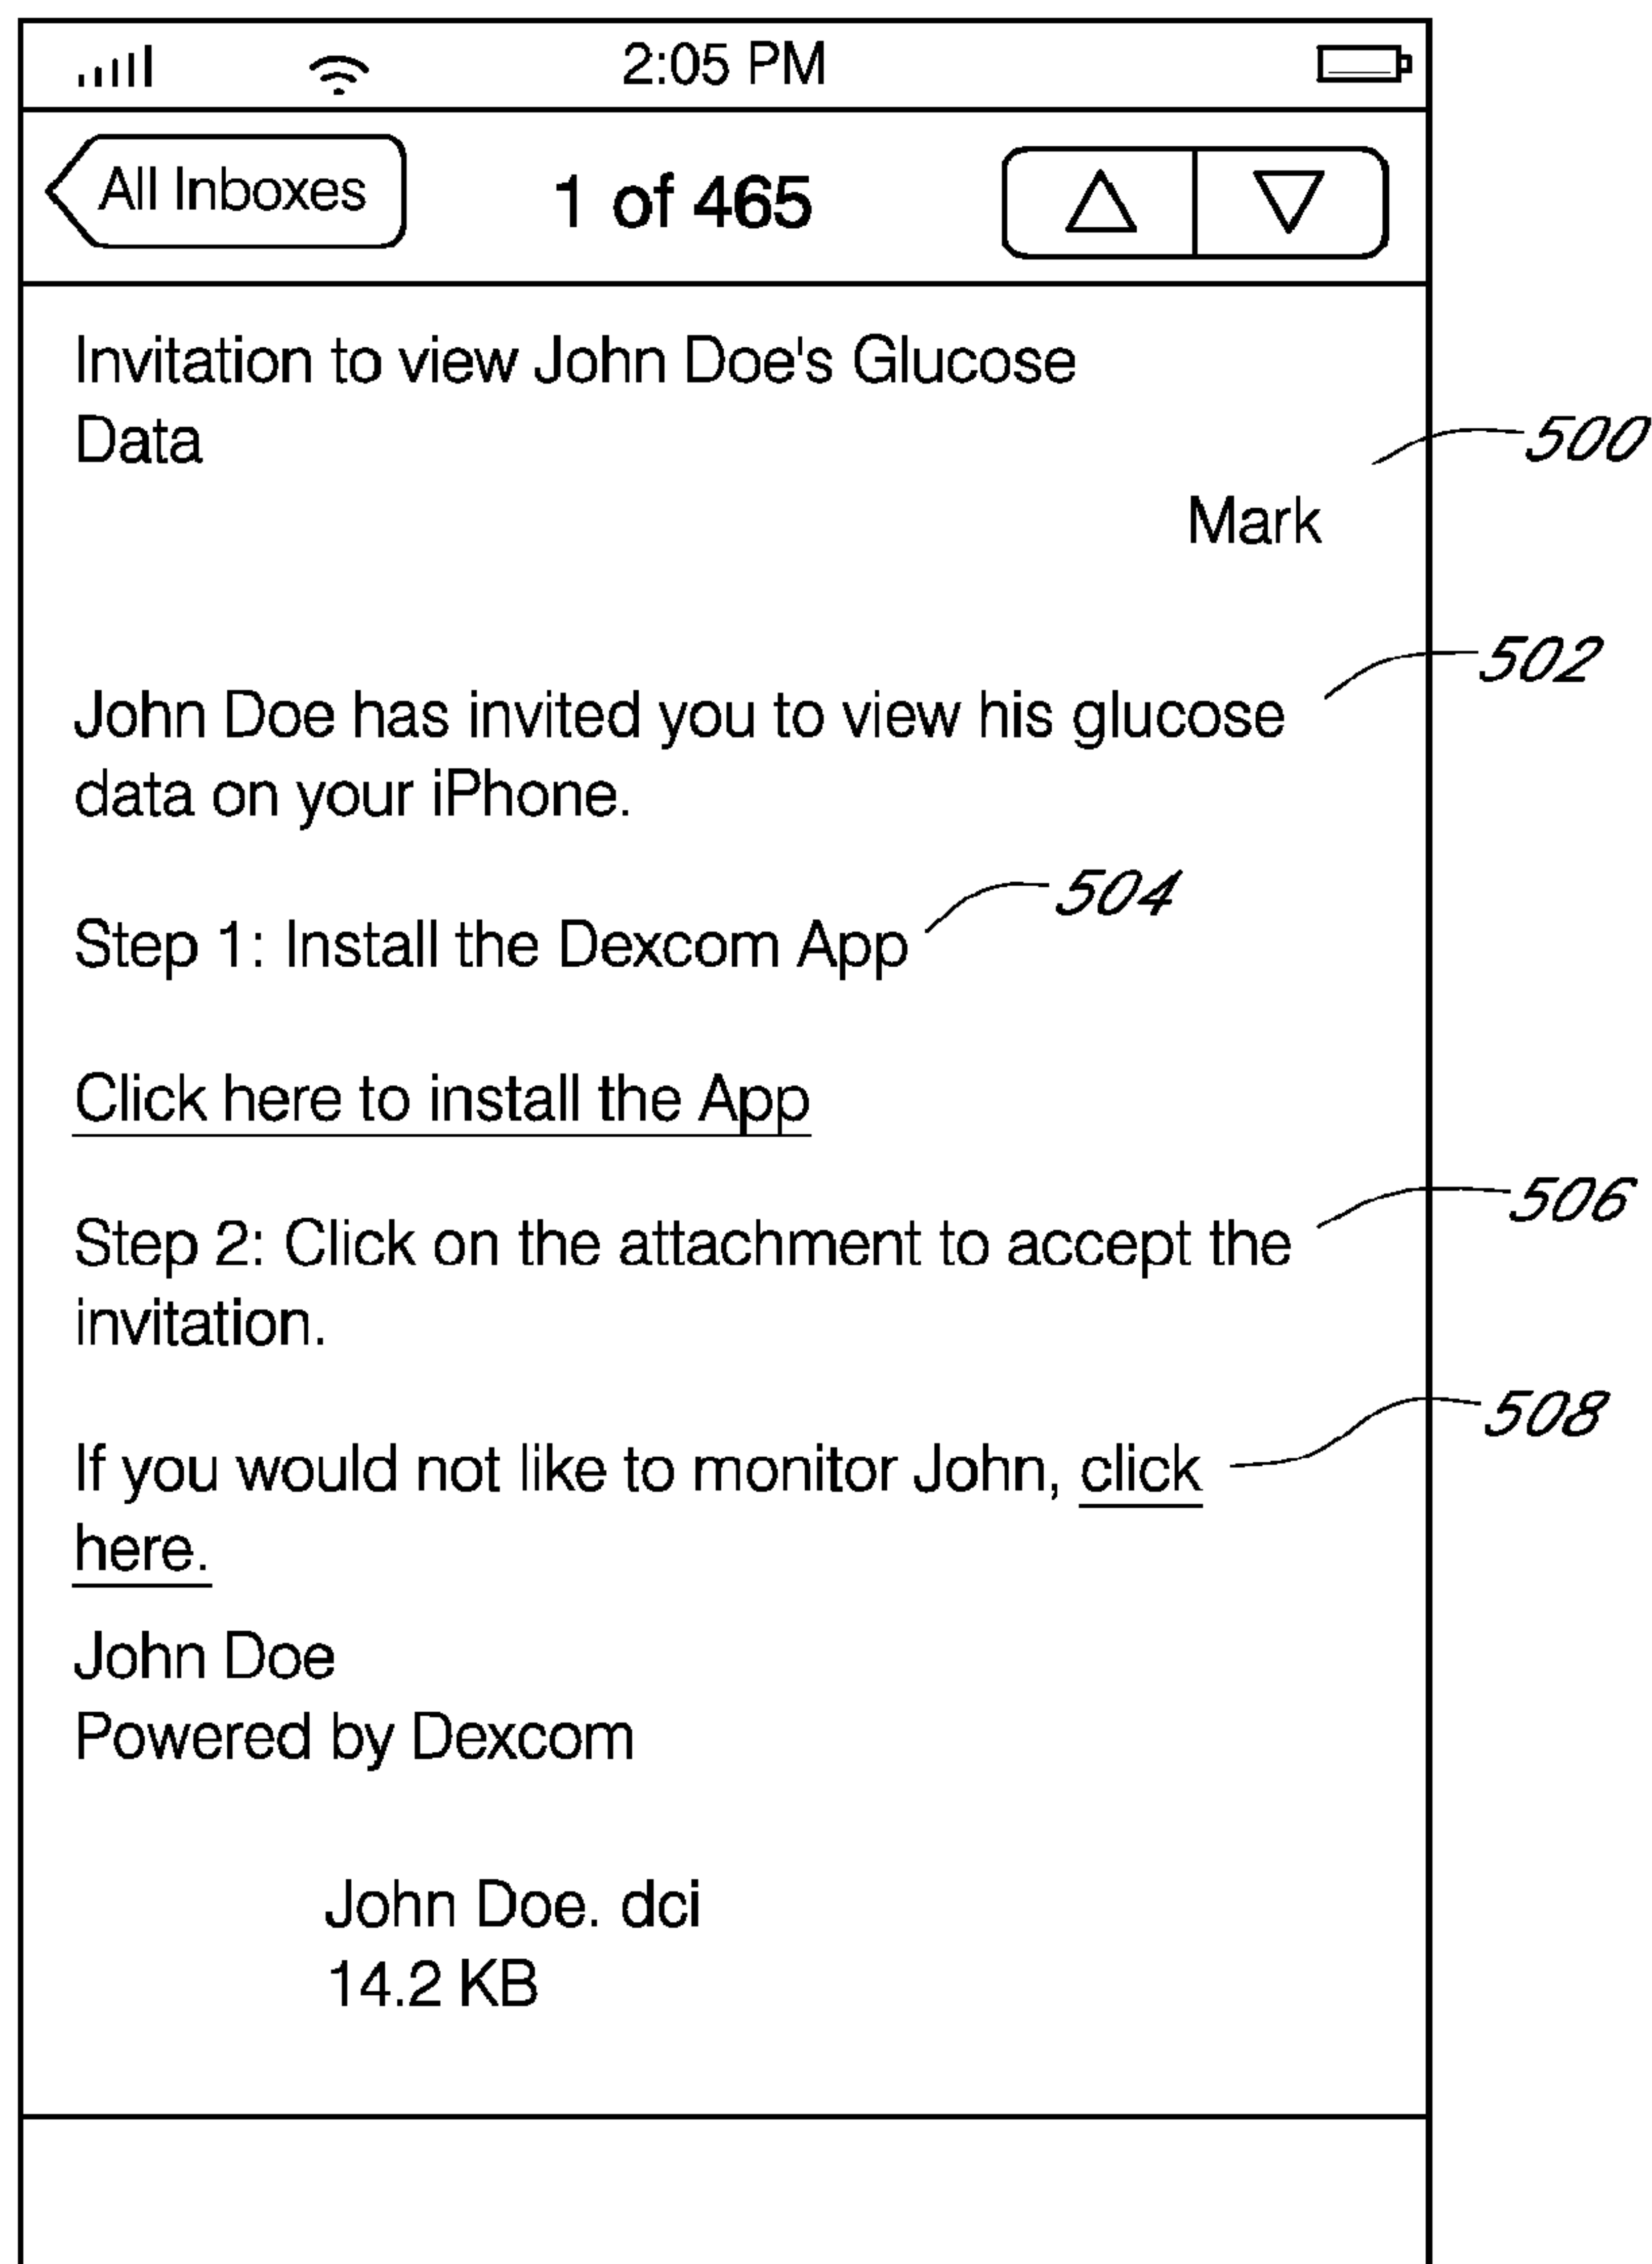 2:05 PM
All Inboxes
1 of 465
Invitation to view John Doe's Glucose
Data
500
Mark
502
John Doe has invited you to view his glucose
data on your iPhone.
504
Step 1: Install the Dexcom App
Click here to install the App
506
Step 2: Click on the attachment to accept the
invitation.
508
If you would not like to monitor John, click
here.
John Doe
Powered by Dexcom
John Doe. dci
14.2 KB